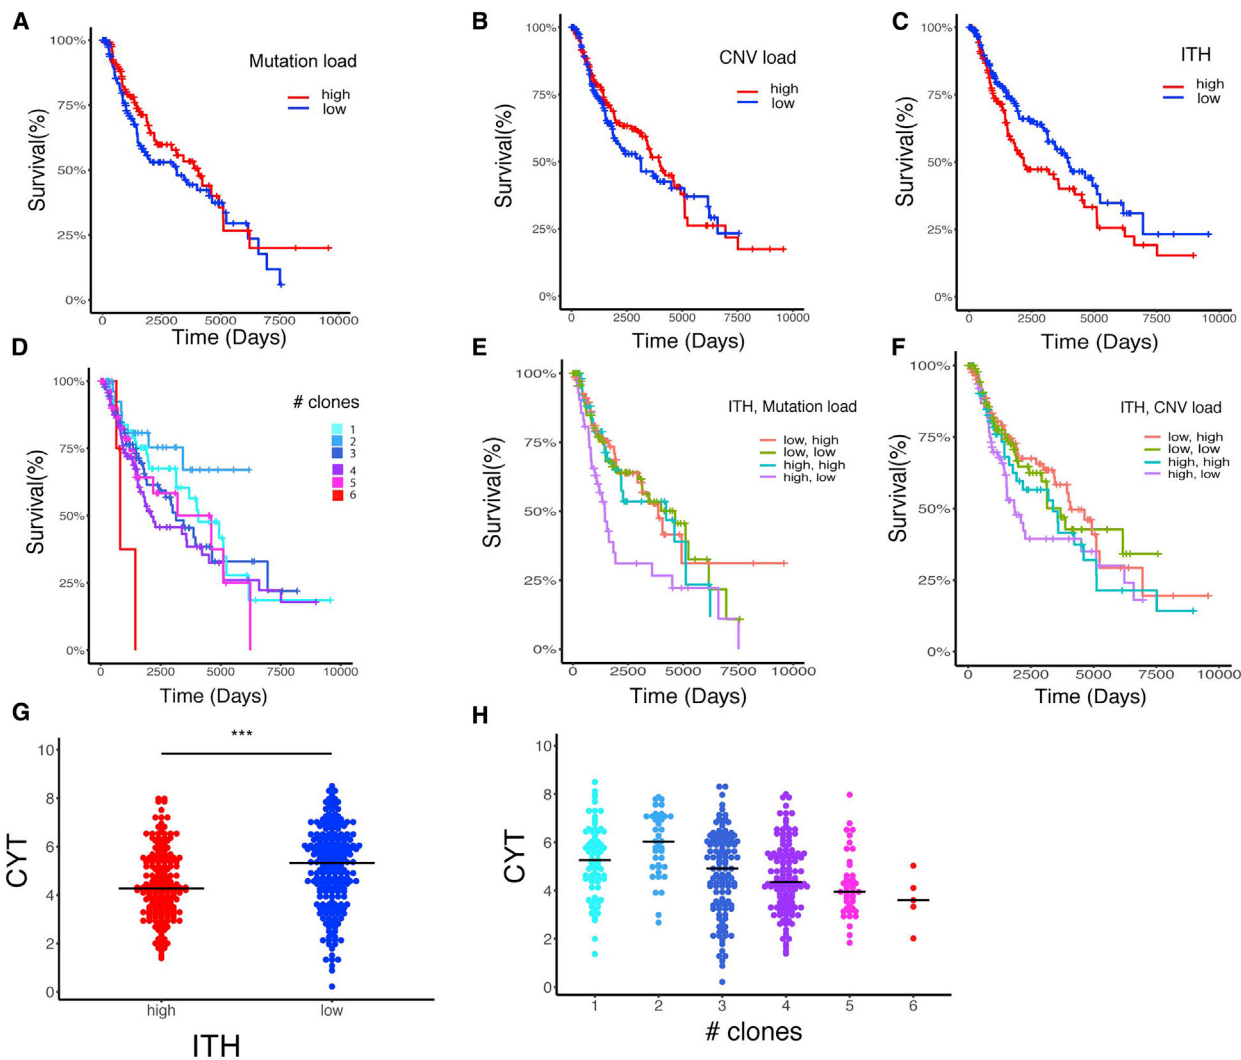 A
100%
75%
50%
25%
0%
Survival(%)
Mutation load
high
low
0 2500 5000 7500 10000
Time (Days)
B
100%
75%
50%
25%
0%
Survival(%)
CNV load
high
low
0 2500 5000 7500 10000
Time (Days)
C
100%
75%
50%
25%
0%
Survival(%)
ITH
high
low
0 2500 5000 7500 10000
Time (Days)
D
100%
75%
50%
25%
0%
Survival(%)
# clones
1
2
3
4
5
6
0 2500 5000 7500 10000
Time (Days)
E
100%
75%
50%
25%
0%
Survival(%)
ITH, Mutation load
low, high
low, low
high, high
high, low
0 2500 5000 7500 10000
Time (Days)
F
100%
75%
50%
25%
0%
Survival(%)
ITH, CNV load
low, high
low, low
high, high
high, low
0 2500 5000 7500 10000
Time (Days)
G
***
10
8
6
4
2
0
CYT
high low
ITH
H
10
8
6
4
2
0
CYT
1 2 3 4 5 6
# clones